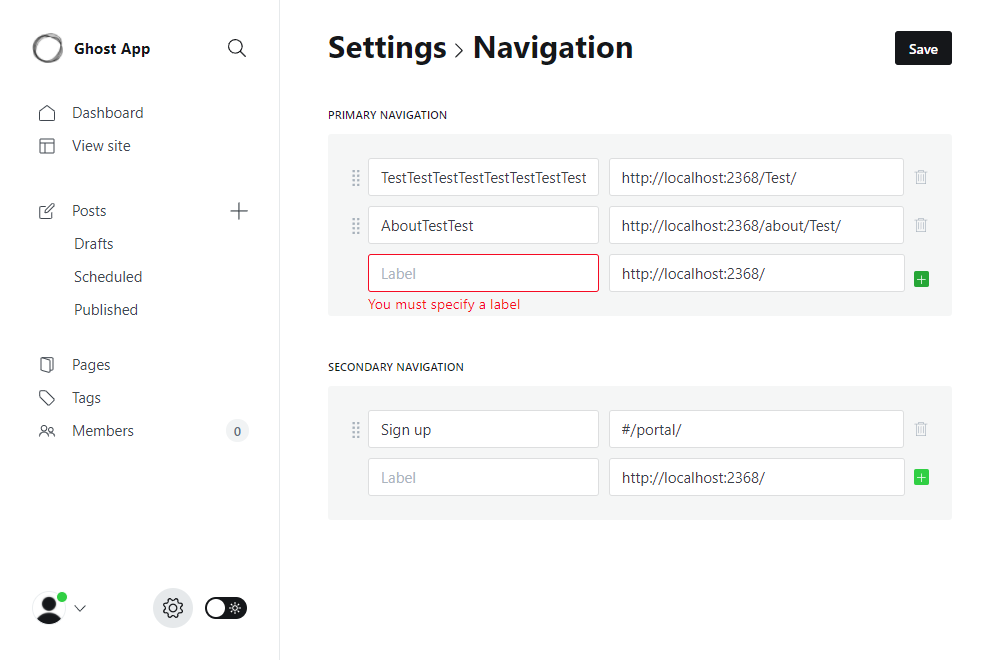 Ghost App
Dashboard
View site
Posts
Drafts
Scheduled
Published
Pages
Tags
Members 0
Settings > Navigation
Save
PRIMARY NAVIGATION
TestTestTestTestTestTestTestTest http://localhost:2368/Test/
AboutTestTest http://localhost:2368/about/Test/
Label http://localhost:2368/
You must specify a label
SECONDARY NAVIGATION
Sign up #/portal/
Label http://localhost:2368/